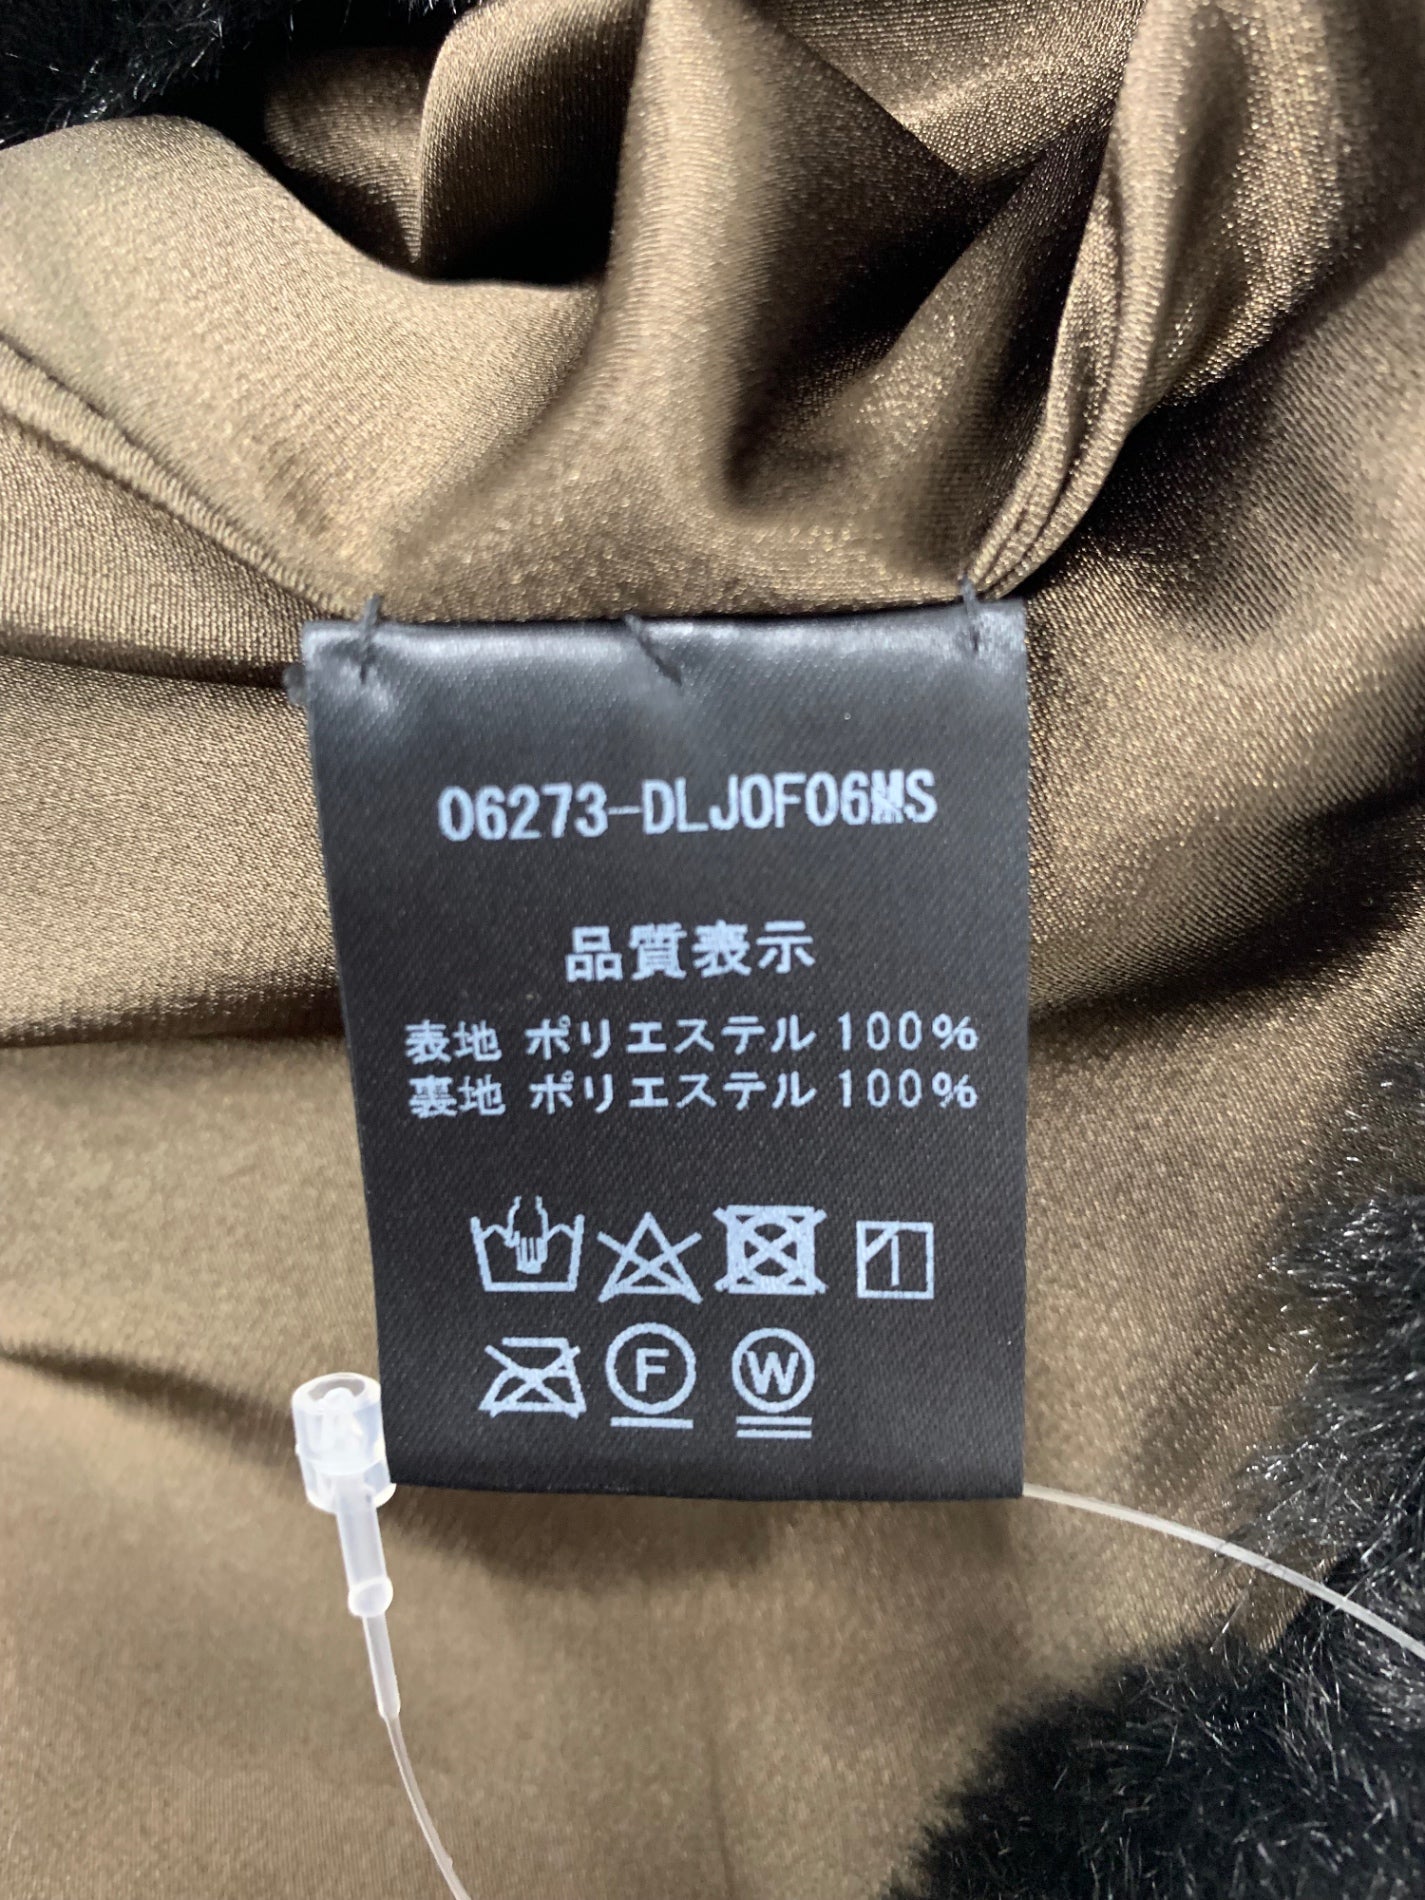 06273-DLJ0F06MS
品質表示
表地 ポリエステル 100%
裏地 ポリエステル 100%
F W